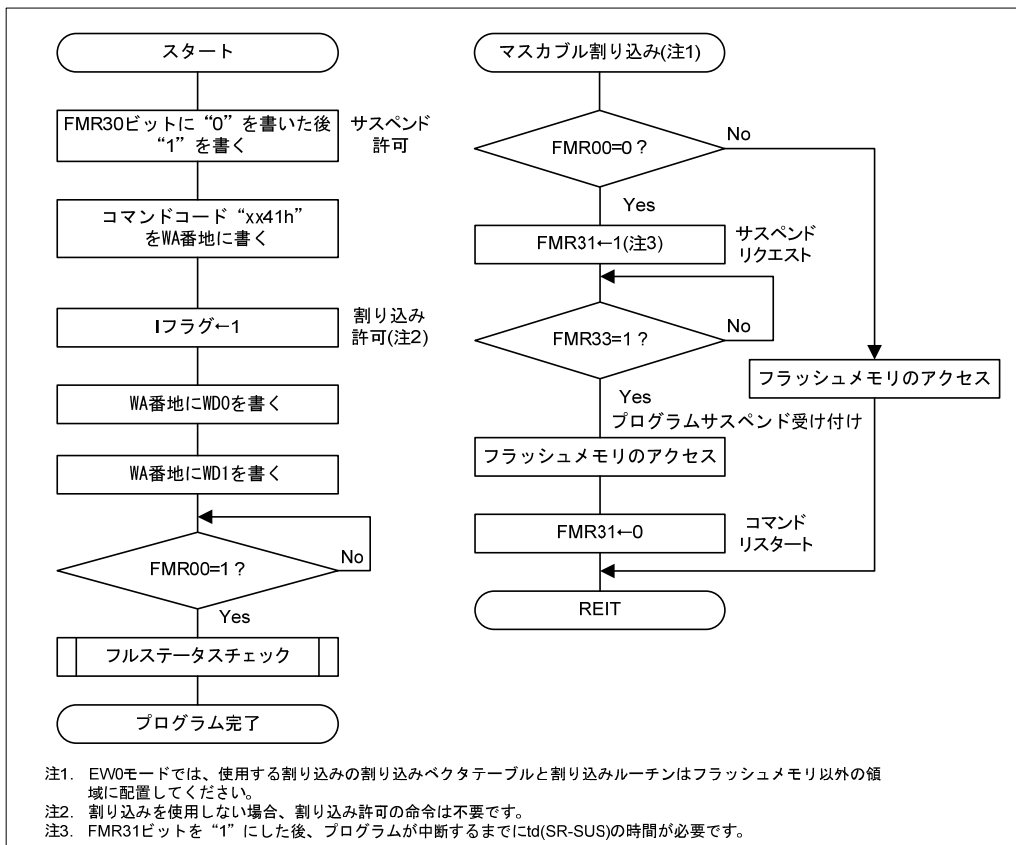 スタート
FMR30ビットに“0”を書いた後
“1”を書く
サスペンド
許可
コマンドコード“xx41h”
をWA番地に書く
Iフラグ←1
割り込み
許可(注2)
WA番地にWD0を書く
WA番地にWD1を書く
FMR00=1？
No
Yes
フルステータスチェック
プログラム完了
マスカブル割り込み(注1)
FMR00=0？
No
Yes
FMR31←1(注3)
サスペンド
リクエスト
FMR33=1？
No
Yes
プログラムサスペンド受け付け
フラッシュメモリのアクセス
フラッシュメモリのアクセス
FMR31←0
コマンド
リスタート
REIT
注1. EW0モードでは、使用する割り込みの割り込みベクタテーブルと割り込みルーチンはフラッシュメモリ以外の領
域に配置してください。
注2. 割り込みを使用しない場合、割り込み許可の命令は不要です。
注3. FMR31ビットを“1”にした後、プログラムが中断するまでにtd(SR-SUS)の時間が必要です。